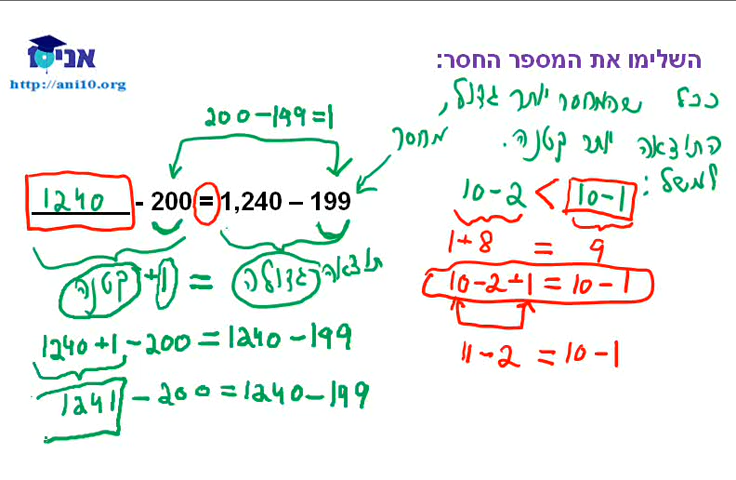 אני10
http://ani10.org
השלימו את המספר החסר:
ככל שהמחסר יותר גדול,
התוצאה יותר קטנה.
למשל:
10-2 < 10-1
1+8 = 9
10-2+1=10-1
11-2 = 10-1
200-199=1
מחסר
1240 - 200 = 1,240 – 199
קטנה +1 = גדולה תוצאה
1240+1-200=1240-199
1241-200=1240-199